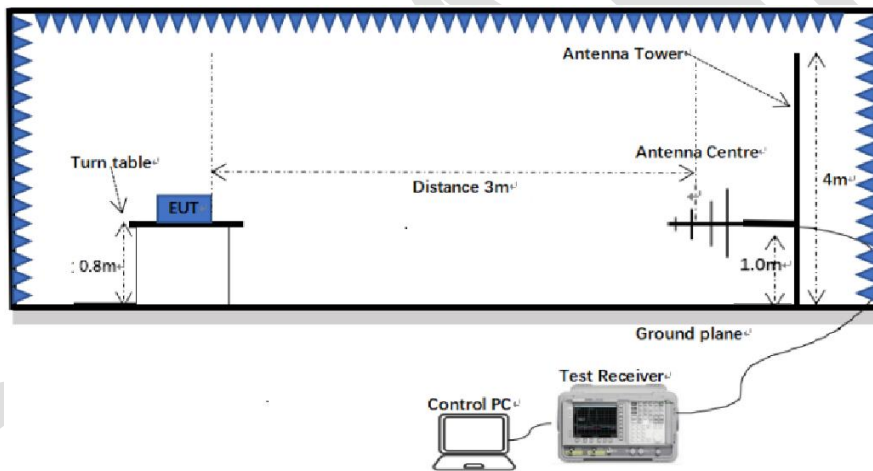 Antenna Tower
Turn table
Antenna Centre
EUT
Distance 3m
4m
: 0.8m
1.0m
Ground plane
Test Receiver
Control PC